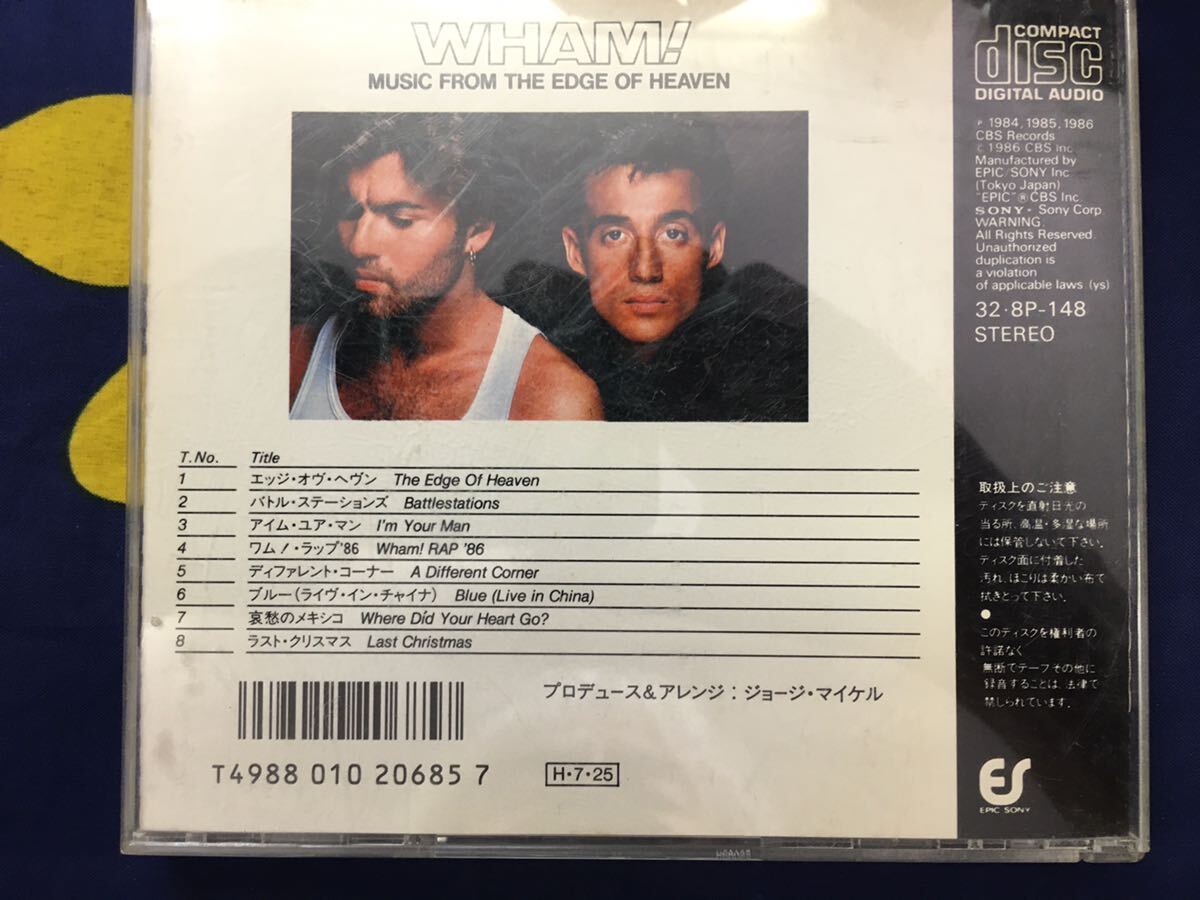 WHAM!
MUSIC FROM THE EDGE OF HEAVEN
T.No. Title
1 エッジ・オヴ・ヘヴン The Edge Of Heaven
2 バトル・ステーションズ Battlestations
3 アイム・ユア・マン I'm Your Man
4 ワム!・ラップ'86 Wham! RAP '86
5 ディファレント・コーナー A Different Corner
6 ブルー(ライヴ・イン・チャイナ) Blue (Live in China)
7 哀愁のメキシコ Where Did Your Heart Go?
8 ラスト・クリスマス Last Christmas
プロデュース&アレンジ:ジョージ・マイケル
T4988 010 20685 7
H・7・25
COMPACT
disc
DIGITAL AUDIO
℗ 1984, 1985, 1986
CBS Records
© 1986 CBS Inc.
Manufactured by
EPIC/SONY Inc.
(Tokyo Japan)
"EPIC"® CBS Inc.
SONY・Sony Corp.
WARNING:
All Rights Reserved.
Unauthorized
duplication is
a violation
of applicable laws (ys)
32・8P-148
STEREO
取扱上のご注意
ディスクを直射日光の
当る所、高温・多湿な場所
には保管しないで下さい。
ディスク面に付着した
汚れ、ほこりは柔かい布で
拭きとって下さい。
●
このディスクを権利者の
許諾なく
無断でテープその他に
録音することは、法律で
禁じられています。
ES
EPIC SONY